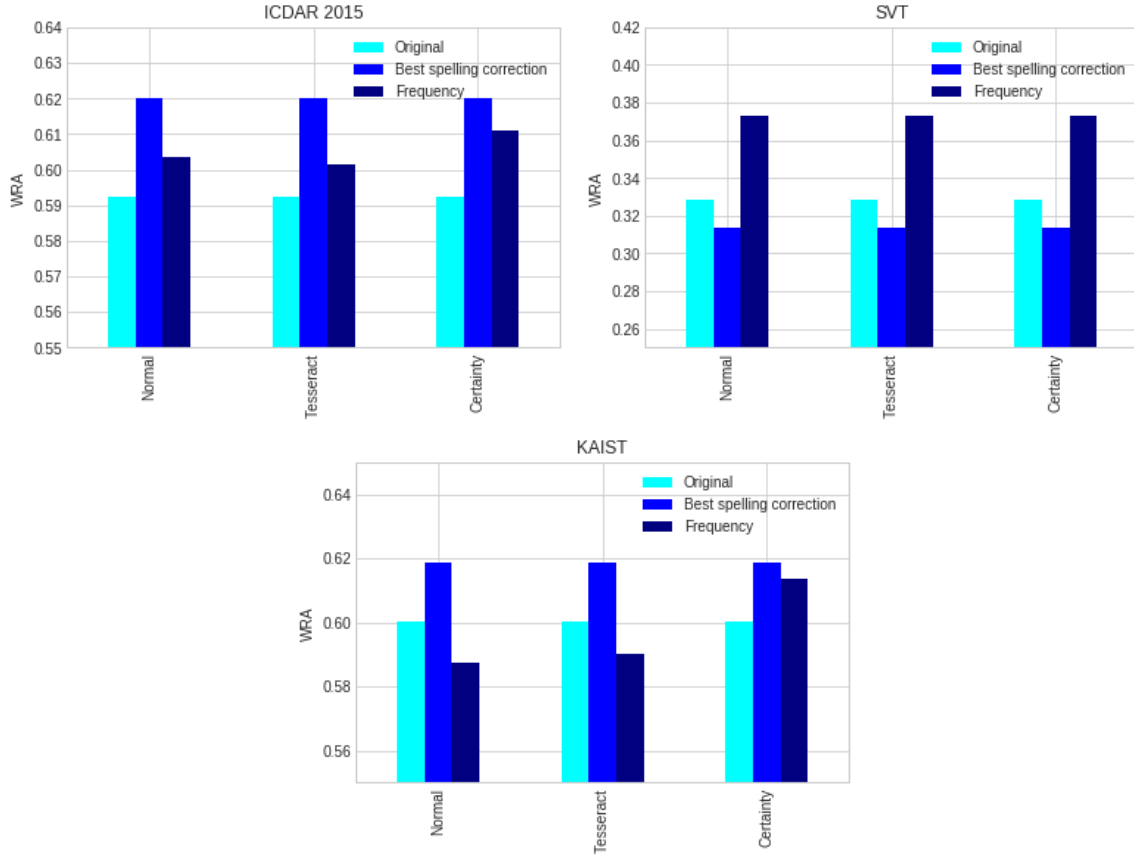 ICDAR 2015
0.64
0.63
0.62
0.61
0.60
0.59
0.58
0.57
0.56
0.55
WRA
Original
Best spelling correction
Frequency
Normal
Tesseract
Certainty
SVT
0.42
0.40
0.38
0.36
0.34
0.32
0.30
0.28
0.26
WRA
Original
Best spelling correction
Frequency
Normal
Tesseract
Certainty
KAIST
0.64
0.62
0.60
0.58
0.56
WRA
Original
Best spelling correction
Frequency
Normal
Tesseract
Certainty